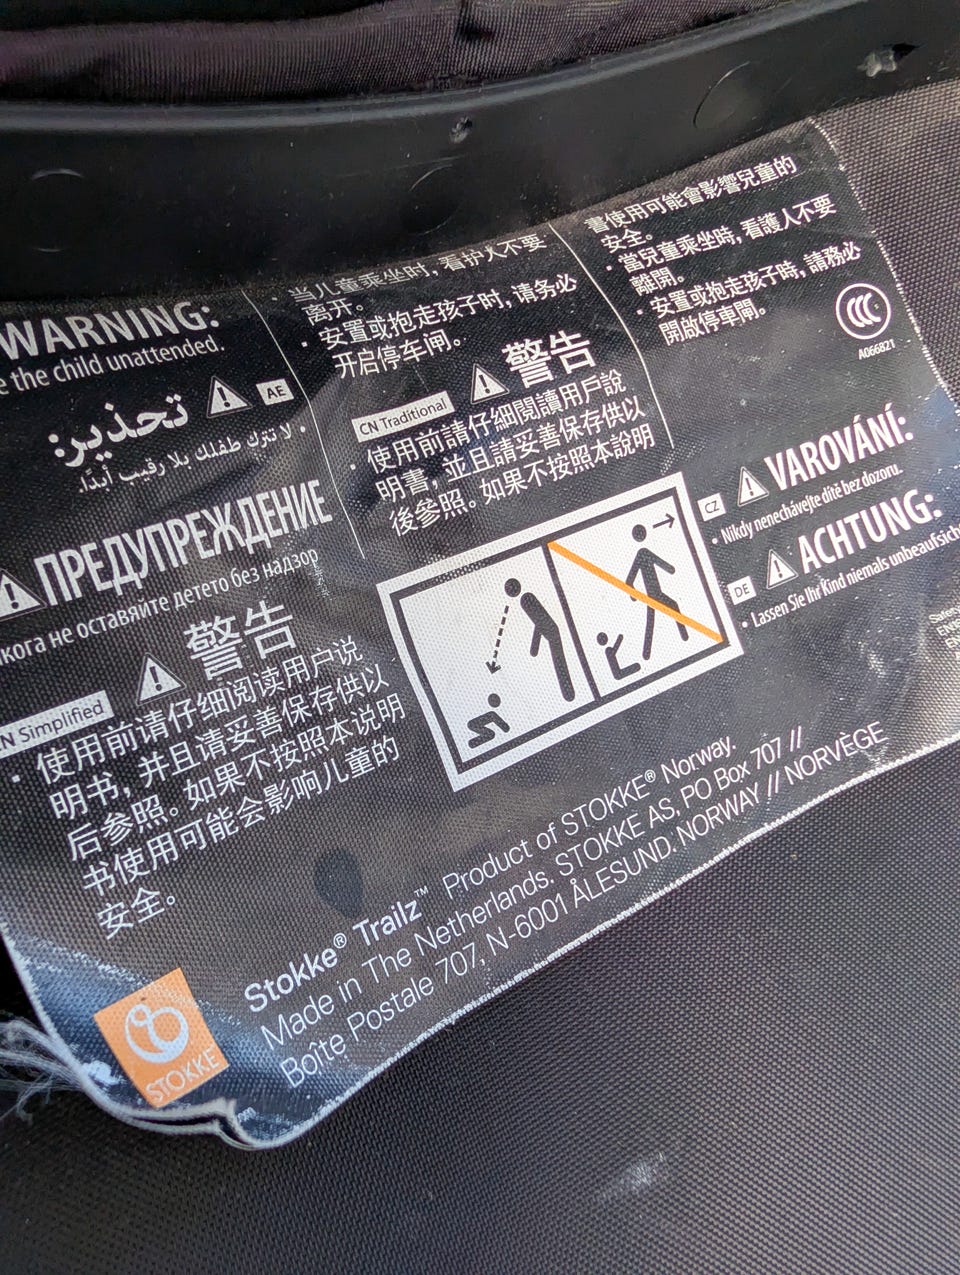 WARNING:
the child unattended.
AE
تحذير:
• لا تترك طفلك بلا رقيب أبدًا.
ПРЕДУПРЕЖДЕНИЕ
не оставяйте детето без надзор
CN Simplified
警告
• 使用前请仔细阅读用户说
明书, 并且请妥善保存供以
后参照。如果不按照本说明
书使用可能会影响儿童的
安全。
• 当儿童乘坐时, 看护人不要
离开。
• 安置或抱走孩子时, 请务必
开启停车闸。
CN Traditional
警告
• 使用前請仔細閱讀用戶說
明書, 並且請妥善保存供以
後參照。如果不按照本說明
書使用可能會影響兒童的
安全。
• 當兒童乘坐時, 看護人不要
離開。
• 安置或抱走孩子時, 請務必
開啟停車閘。
CCC
A066821
CZ
VAROVÁNÍ:
• Nikdy nenechávejte dítě bez dozoru.
DE
ACHTUNG:
• Lassen Sie Ihr Kind niemals
Stokke® Trailz™ Product of STOKKE® Norway.
Made in The Netherlands. STOKKE AS, PO Box 707 //
Boîte Postale 707, N-6001 ÅLESUND. NORWAY // NORVÈGE
STOKKE